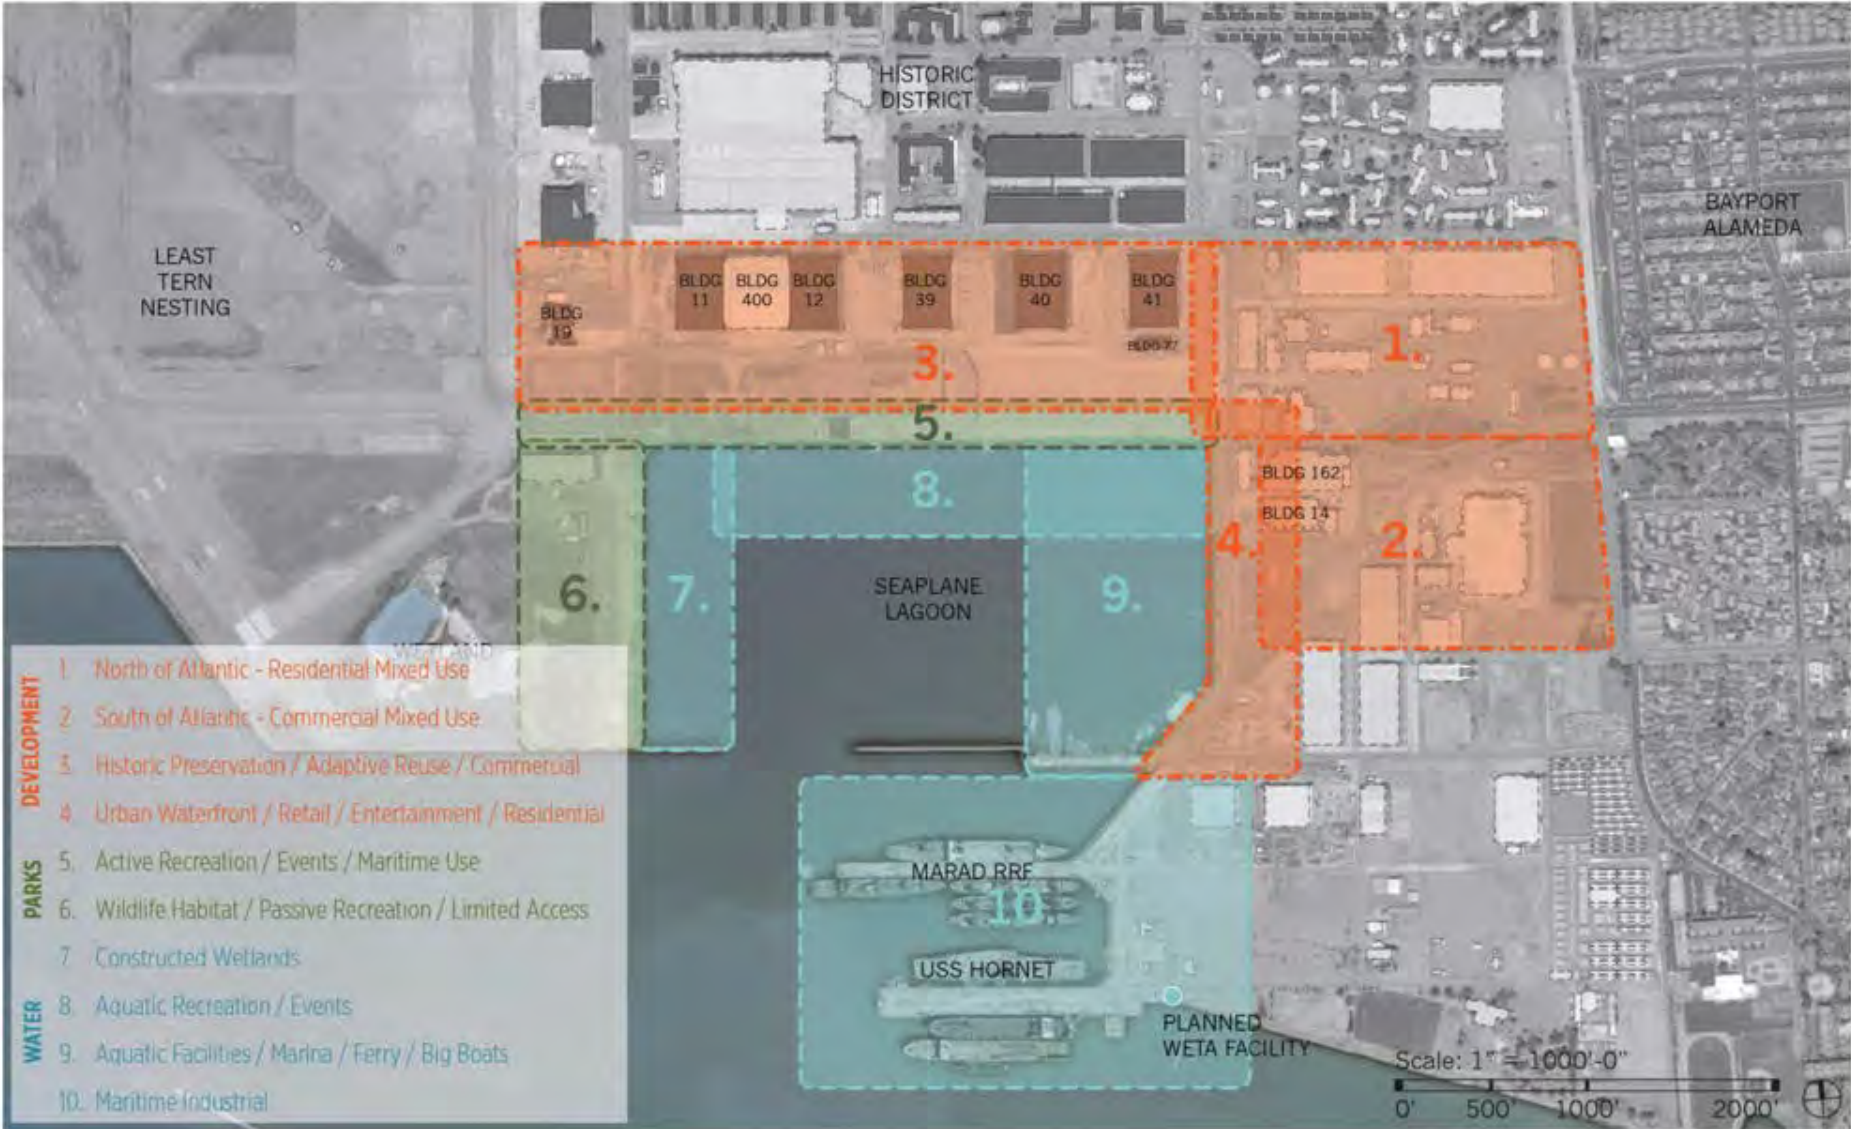 HISTORIC
DISTRICT
BAYPORT
ALAMEDA
LEAST
TERN
NESTING
BLDG
11
BLDG
400
BLDG
12
BLDG
39
BLDG
40
BLDG
41
BLDG
19
BLDG 77
1.
3.
5.
BLDG 162
BLDG 14
8.
4.
2.
6.
7.
9.
SEAPLANE
LAGOON
WETLAND
DEVELOPMENT
1. North of Atlantic - Residential Mixed Use
2 South of Atlantic - Commercial Mixed Use
3. Historic Preservation / Adaptive Reuse / Commercial
4 Urban Waterfront / Retail / Entertainment / Residential
PARKS
5. Active Recreation / Events / Maritime Use
6. Wildlife Habitat / Passive Recreation / Limited Access
WATER
7 Constructed Wetlands
8. Aquatic Recreation / Events
9. Aquatic Facilities / Marina / Ferry / Big Boats
10. Maritime Industrial
MARAD RRF
10.
USS HORNET
PLANNED
WETA FACILITY
Scale: 1" = 1000'-0"
0' 500' 1000' 2000'